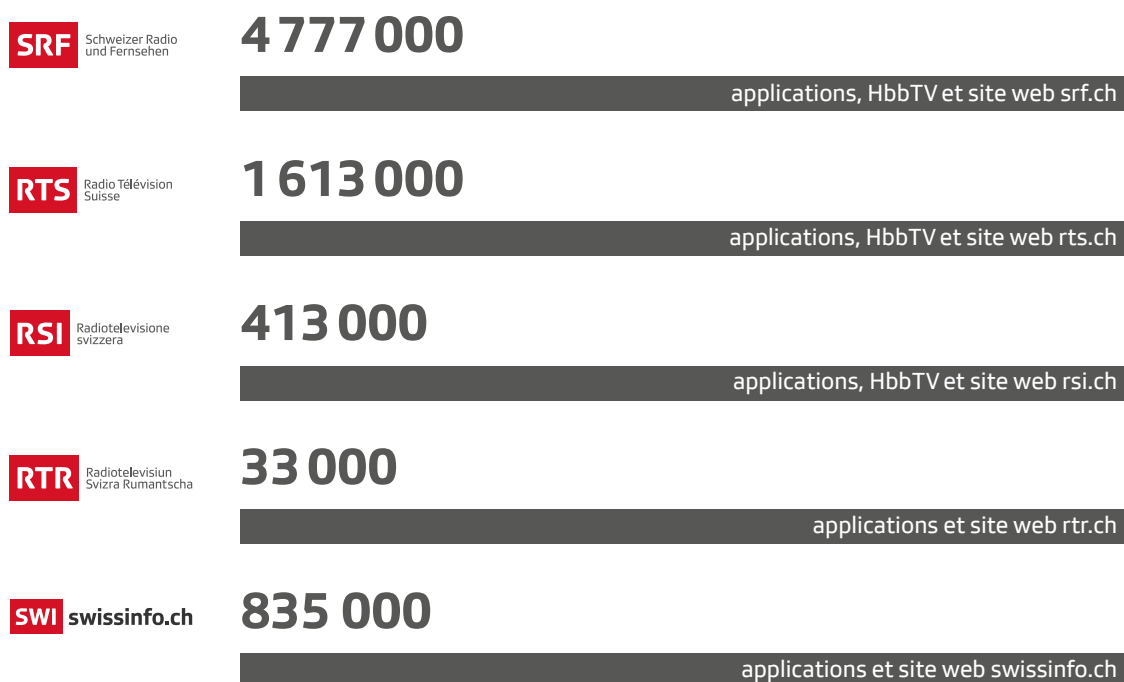 SRF Schweizer Radio
und Fernsehen
4 777 000
applications, HbbTV et site web srf.ch
RTS Radio Télévision
Suisse
1 613 000
applications, HbbTV et site web rts.ch
RSI Radiotelevisione
svizzera
413 000
applications, HbbTV et site web rsi.ch
RTR Radiotelevisiun
Svizra Rumantscha
33 000
applications et site web rtr.ch
SWI swissinfo.ch
835 000
applications et site web swissinfo.ch